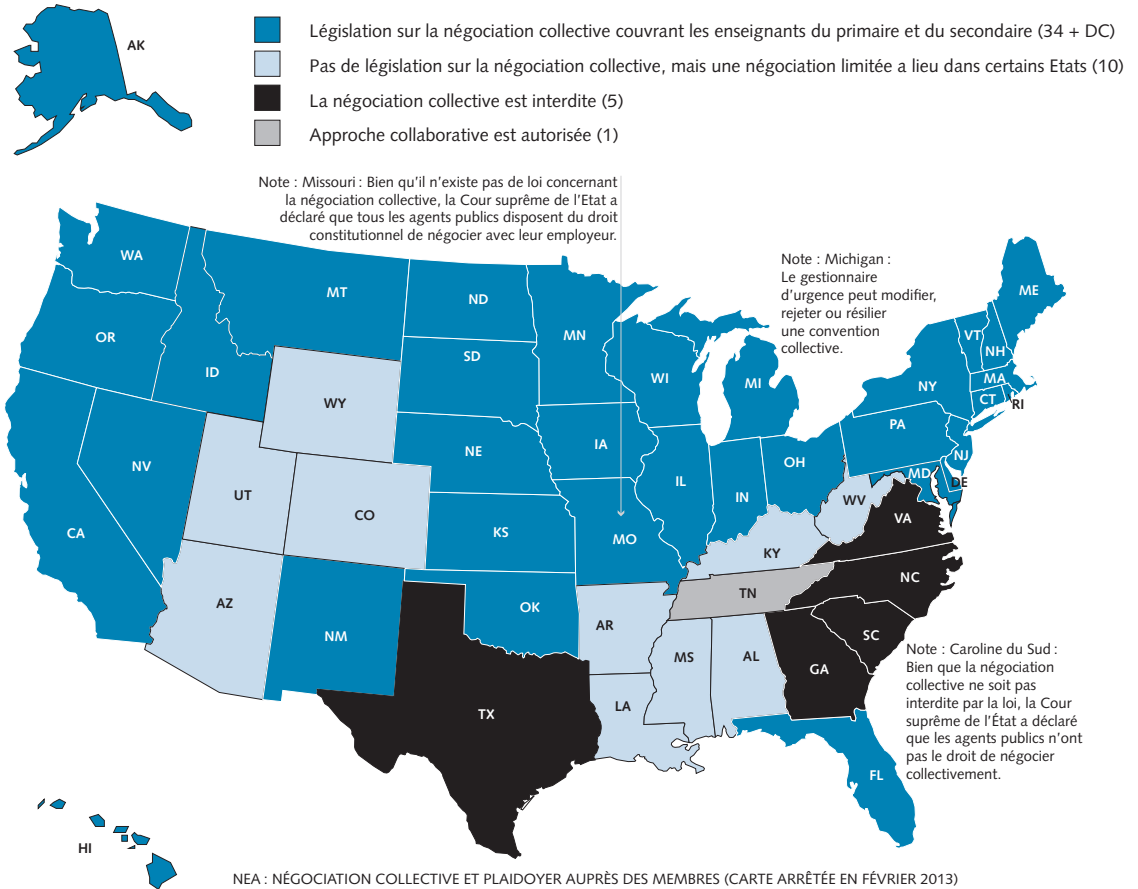 AK
Législation sur la négociation collective couvrant les enseignants du primaire et du secondaire (34 + DC)
Pas de législation sur la négociation collective, mais une négociation limitée a lieu dans certains Etats (10)
La négociation collective est interdite (5)
Approche collaborative est autorisée (1)
Note : Missouri : Bien qu'il n'existe pas de loi concernant
la négociation collective, la Cour suprême de l'Etat a
déclaré que tous les agents publics disposent du droit
constitutionnel de négocier avec leur employeur.
Note : Michigan :
Le gestionnaire
d'urgence peut modifier,
rejeter ou résilier
une convention
collective.
WA
MT
ND
MN
ME
OR
ID
SD
WI
MI
VT
NH
NY
MA
CT
RI
WY
NE
IA
PA
NJ
NV
UT
CO
KS
IL
IN
OH
MD
DE
WV
VA
CA
MO
KY
AZ
NM
OK
AR
TN
NC
SC
MS
AL
GA
TX
LA
FL
Note : Caroline du Sud :
Bien que la négociation
collective ne soit pas
interdite par la loi, la Cour
suprême de l'État a déclaré
que les agents publics n'ont
pas le droit de négocier
collectivement.
HI
NEA : NÉGOCIATION COLLECTIVE ET PLAIDOYER AUPRÈS DES MEMBRES (CARTE ARRÊTÉE EN FÉVRIER 2013)